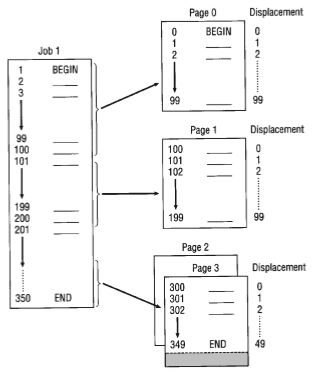 Job 1
1 BEGIN
2
3
99
100
101
199
200
201
350 END
Page 0 Displacement
0 BEGIN 0
1 1
2 2
99 99
Page 1 Displacement
100 0
101 1
102 2
199 99
Page 2
Page 3 Displacement
300 0
301 1
302 2
349 END 49